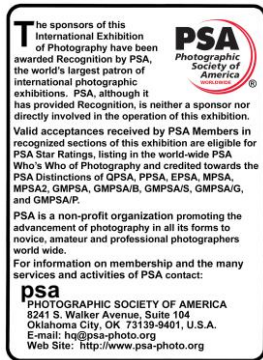 The sponsors of this
International Exhibition
of Photography have been
awarded Recognition by PSA,
the world's largest patron of
international photographic
exhibitions. PSA, although it
has provided Recognition, is neither a sponsor nor
directly involved in the operation of this exhibition.
PSA
Photographic
Society of
America
WORLDWIDE
®
Valid acceptances received by PSA Members in
recognized sections of this exhibition are eligible for
PSA Star Ratings, listing in the world-wide PSA
Who's Who of Photography and credited towards the
PSA Distinctions of QPSA, PPSA, EPSA, MPSA,
MPSA2, GMPSA, GMPSA/B, GMPSA/S, GMPSA/G,
and GMPSA/P.
PSA is a non-profit organization promoting the
advancement of photography in all its forms to
novice, amateur and professional photographers
world wide.
For information on membership and the many
services and activities of PSA contact:
psa
PHOTOGRAPHIC SOCIETY OF AMERICA
8241 S. Walker Avenue, Suite 104
Oklahoma City, OK 73139-9401, U.S.A.
E-mail: hq@psa-photo.org
Web Site: http://www.psa-photo.org